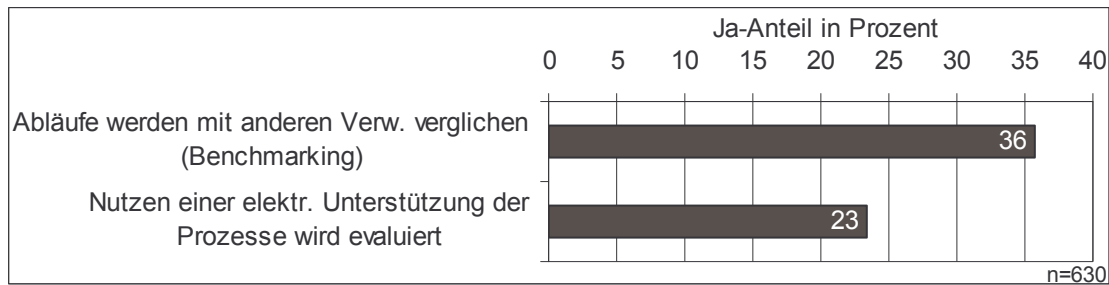 Ja-Anteil in Prozent
0 5 10 15 20 25 30 35 40
Abläufe werden mit anderen Verw. verglichen
(Benchmarking)
36
Nutzen einer elektr. Unterstützung der
Prozesse wird evaluiert
23
n=630